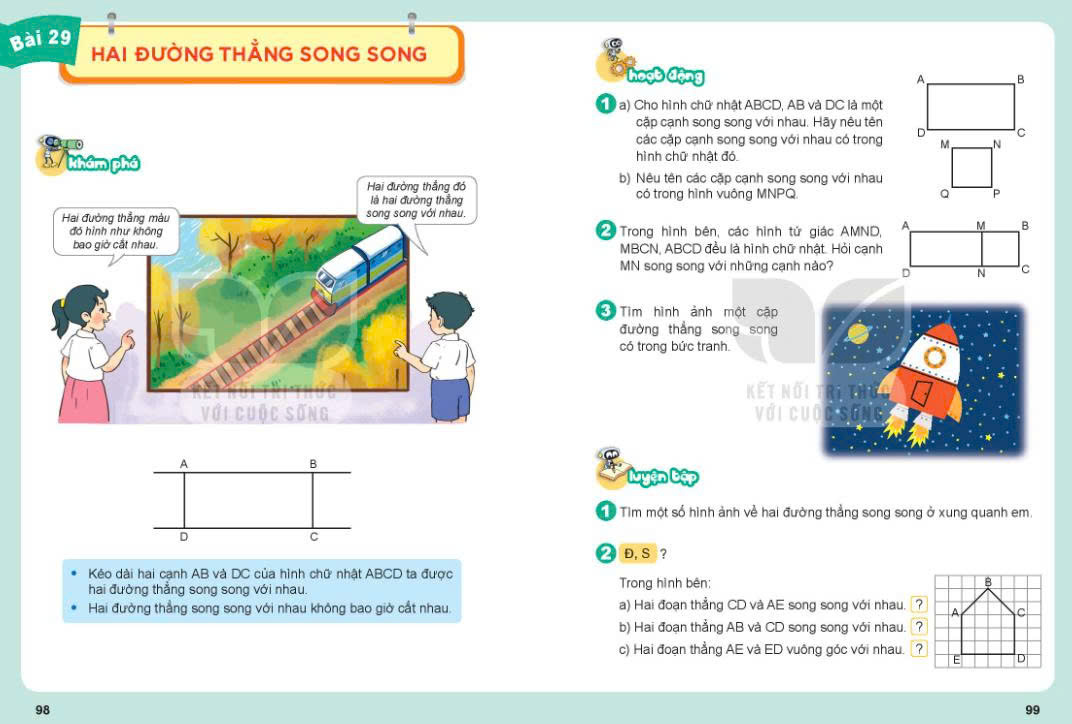 Bài 29
HAI ĐƯỜNG THẲNG SONG SONG
khám phá
Hai đường thẳng màu
đỏ hình như không
bao giờ cắt nhau.
Hai đường thẳng đó
là hai đường thẳng
song song với nhau.
KẾT NỐI TRI THỨC
VỚI CUỘC SỐNG
A B
D C
• Kéo dài hai cạnh AB và DC của hình chữ nhật ABCD ta được
hai đường thẳng song song với nhau.
• Hai đường thẳng song song với nhau không bao giờ cắt nhau.
98
hoạt động
1 a) Cho hình chữ nhật ABCD, AB và DC là một
cặp cạnh song song với nhau. Hãy nêu tên
các cặp cạnh song song với nhau có trong
hình chữ nhật đó.
b) Nêu tên các cặp cạnh song song với nhau
có trong hình vuông MNPQ.
A B
D C
M N
Q P
2 Trong hình bên, các hình tứ giác AMND,
MBCN, ABCD đều là hình chữ nhật. Hỏi cạnh
MN song song với những cạnh nào?
A M B
D N C
3 Tìm hình ảnh một cặp
đường thẳng song song
có trong bức tranh.
KẾT NỐI TRI THỨC
VỚI CUỘC SỐNG
luyện tập
1 Tìm một số hình ảnh về hai đường thẳng song song ở xung quanh em.
2 Đ, S ?
Trong hình bên:
a) Hai đoạn thẳng CD và AE song song với nhau. ?
b) Hai đoạn thẳng AB và CD song song với nhau. ?
c) Hai đoạn thẳng AE và ED vuông góc với nhau. ?
B
A C
E D
99